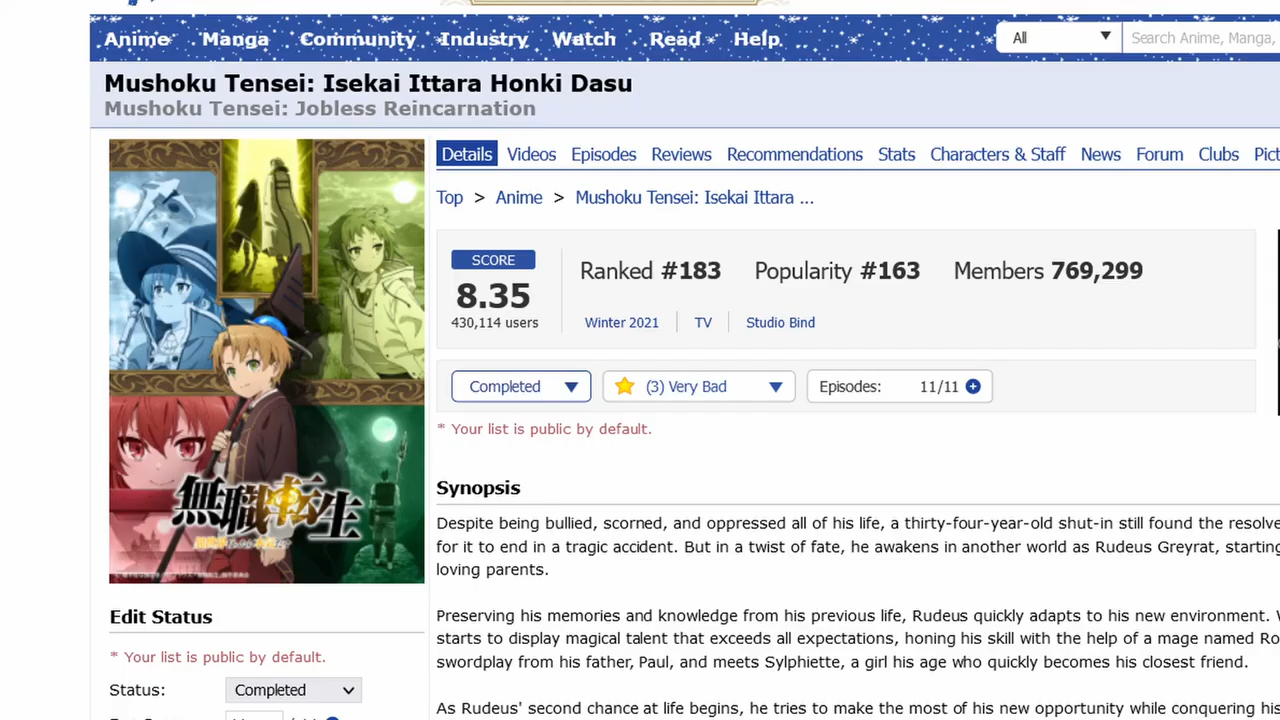 Anime Manga Community Industry Watch Read Help All Search Anime, Manga,
Mushoku Tensei: Isekai Ittara Honki Dasu
Mushoku Tensei: Jobless Reincarnation
Details Videos Episodes Reviews Recommendations Stats Characters & Staff News Forum Clubs Pict
Top > Anime > Mushoku Tensei: Isekai Ittara ...
SCORE
8.35
430,114 users
Ranked #183 Popularity #163 Members 769,299
Winter 2021 TV Studio Bind
Completed (3) Very Bad Episodes: 11/11
* Your list is public by default.
無職転生
Synopsis
Despite being bullied, scorned, and oppressed all of his life, a thirty-four-year-old shut-in still found the resolve
for it to end in a tragic accident. But in a twist of fate, he awakens in another world as Rudeus Greyrat, starting
loving parents.
Preserving his memories and knowledge from his previous life, Rudeus quickly adapts to his new environment.
starts to display magical talent that exceeds all expectations, honing his skill with the help of a mage named Ro
swordplay from his father, Paul, and meets Sylphiette, a girl his age who quickly becomes his closest friend.
As Rudeus' second chance at life begins, he tries to make the most of his new opportunity while conquering his
Edit Status
* Your list is public by default.
Status: Completed